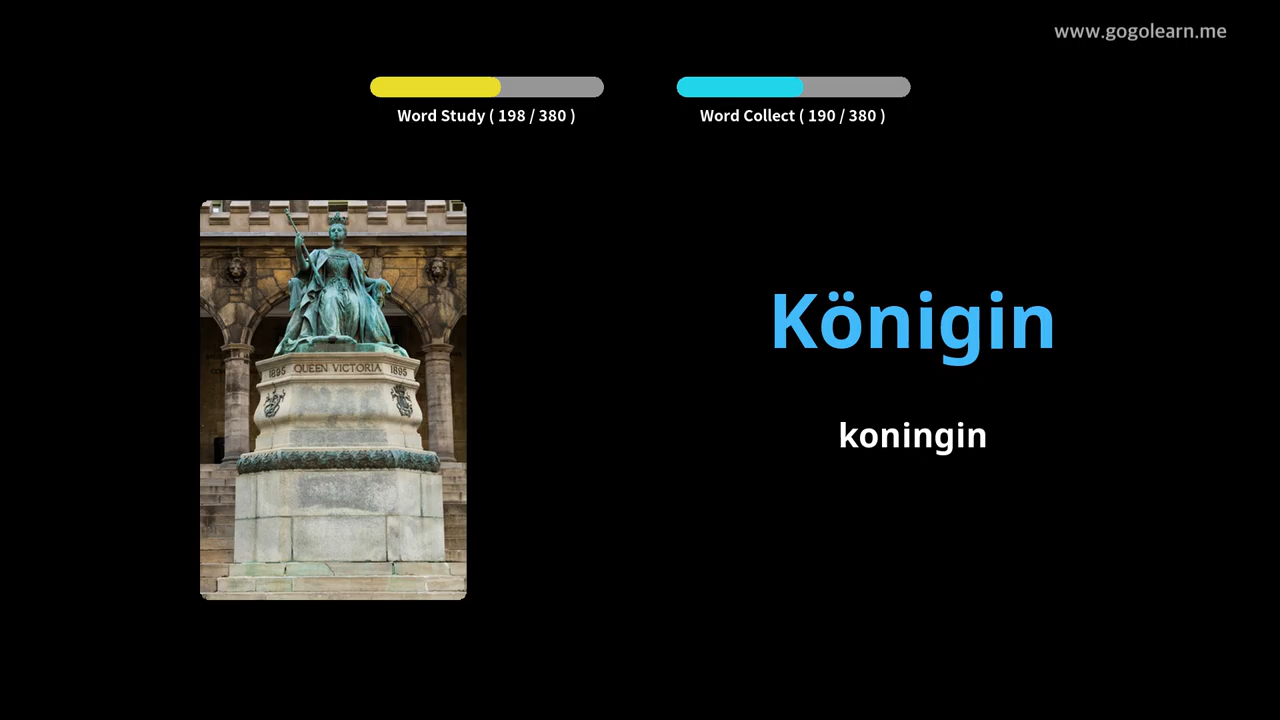 www.gogolearn.me
Word Study ( 198 / 380 )
Word Collect ( 190 / 380 )
1895 QUEEN VICTORIA 1895
Königin
koningin